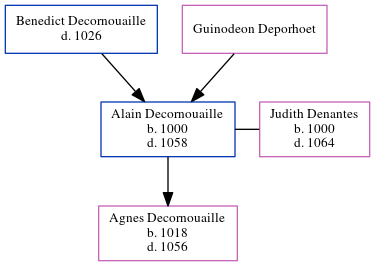 Benedict Decornouaille
d. 1026
Guinodeon Deporhoet
Alain Decornouaille
b. 1000
d. 1058
Judith Denantes
b. 1000
d. 1064
Agnes Decornouaille
b. 1018
d. 1056